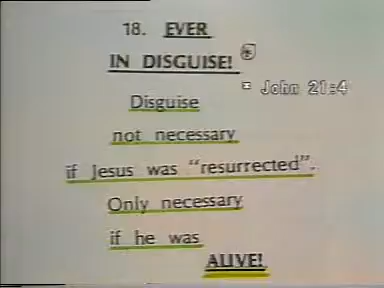 18. EVER
IN DISGUISE!
John 21:4
Disguise
not necessary
if Jesus was "resurrected".
Only necessary
if he was
ALIVE!